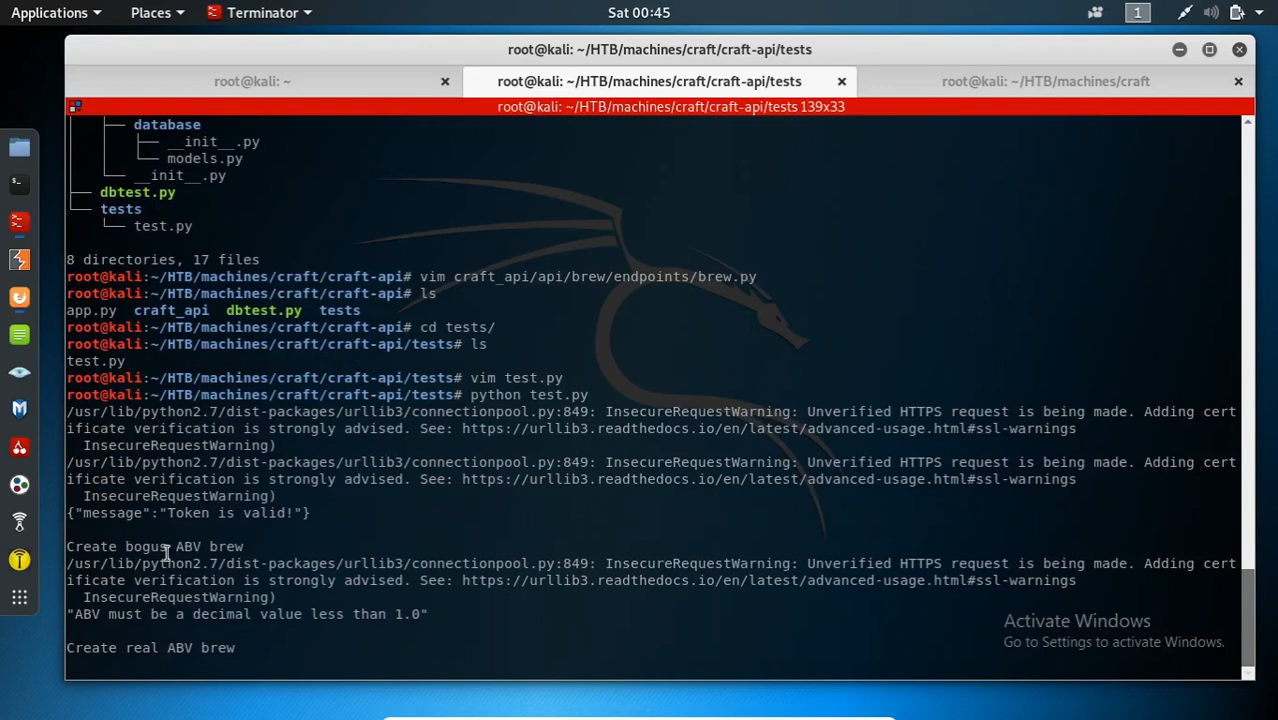 Applications Places Terminator Sat 00:45 1
root@kali: ~/HTB/machines/craft/craft-api/tests
root@kali: ~ root@kali: ~/HTB/machines/craft/craft-api/tests root@kali: ~/HTB/machines/craft
root@kali: ~/HTB/machines/craft/craft-api/tests 139x33
│   ├── database
│   │   ├── __init__.py
│   │   └── models.py
│   └── __init__.py
├── dbtest.py
└── tests
    └── test.py
8 directories, 17 files
root@kali:~/HTB/machines/craft/craft-api# vim craft_api/api/brew/endpoints/brew.py
root@kali:~/HTB/machines/craft/craft-api# ls
app.py craft_api dbtest.py tests
root@kali:~/HTB/machines/craft/craft-api# cd tests/
root@kali:~/HTB/machines/craft/craft-api/tests# ls
test.py
root@kali:~/HTB/machines/craft/craft-api/tests# vim test.py
root@kali:~/HTB/machines/craft/craft-api/tests# python test.py
/usr/lib/python2.7/dist-packages/urllib3/connectionpool.py:849: InsecureRequestWarning: Unverified HTTPS request is being made. Adding cert
ificate verification is strongly advised. See: https://urllib3.readthedocs.io/en/latest/advanced-usage.html#ssl-warnings
InsecureRequestWarning)
/usr/lib/python2.7/dist-packages/urllib3/connectionpool.py:849: InsecureRequestWarning: Unverified HTTPS request is being made. Adding cert
ificate verification is strongly advised. See: https://urllib3.readthedocs.io/en/latest/advanced-usage.html#ssl-warnings
InsecureRequestWarning)
{"message":"Token is valid!"}
Create bogus ABV brew
/usr/lib/python2.7/dist-packages/urllib3/connectionpool.py:849: InsecureRequestWarning: Unverified HTTPS request is being made. Adding cert
ificate verification is strongly advised. See: https://urllib3.readthedocs.io/en/latest/advanced-usage.html#ssl-warnings
InsecureRequestWarning)
"ABV must be a decimal value less than 1.0"
Create real ABV brew
Activate Windows
Go to Settings to activate Windows.